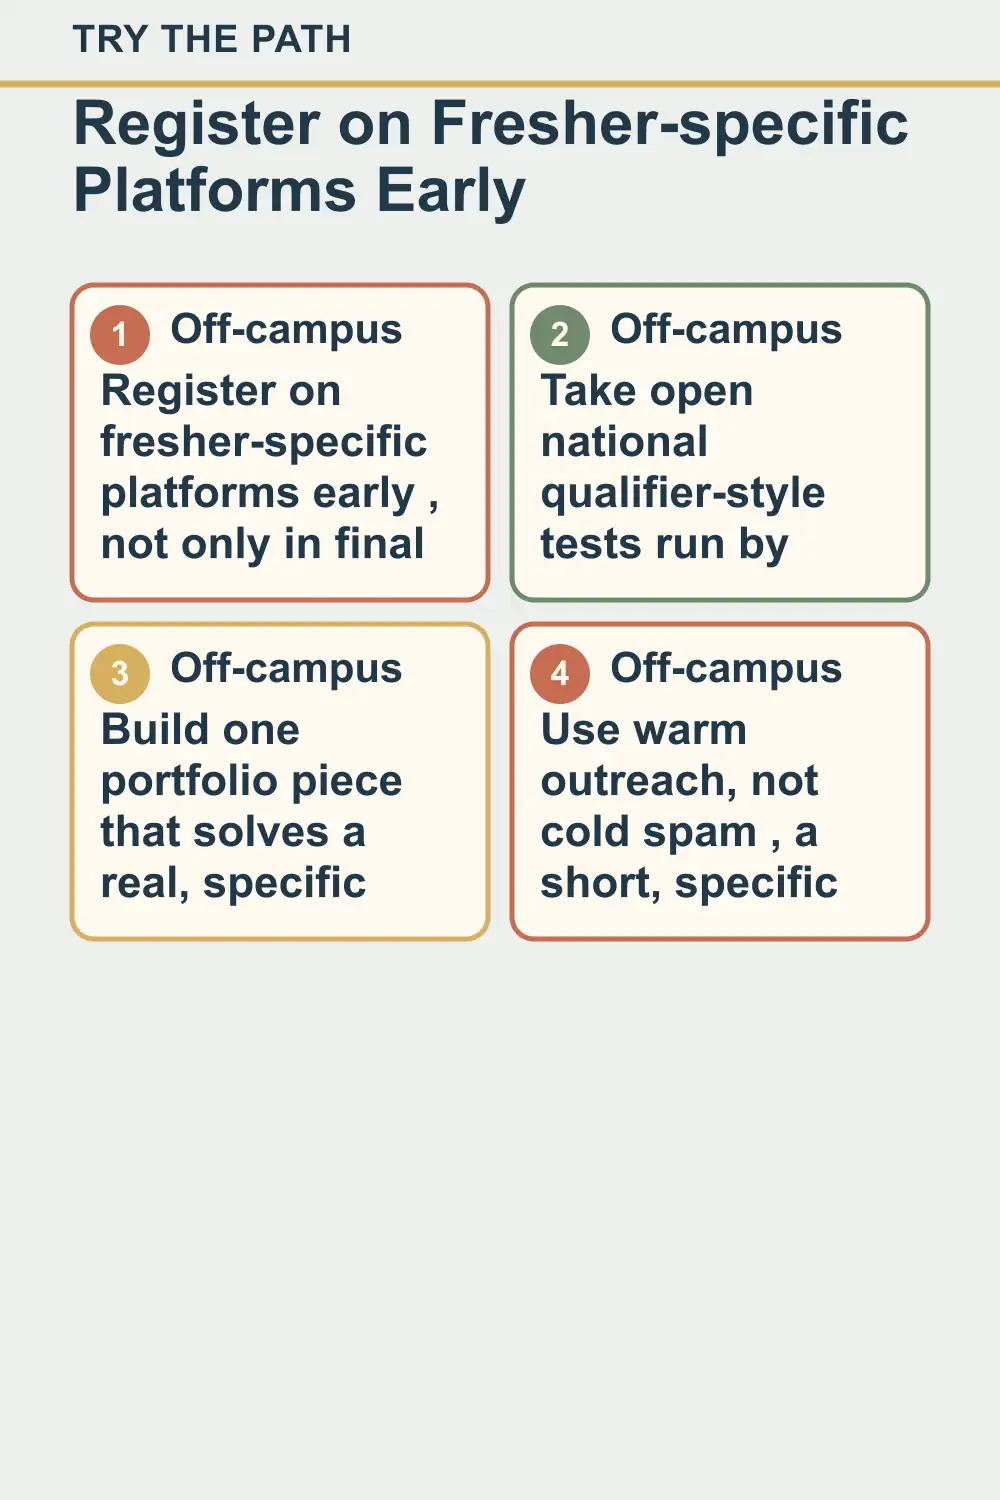 TRY THE PATH
Register on Fresher-specific
Platforms Early
1 Off-campus
Register on
fresher-specific
platforms early ,
not only in final
2 Off-campus
Take open
national
qualifier-style
tests run by
3 Off-campus
Build one
portfolio piece
that solves a
real, specific
4 Off-campus
Use warm
outreach, not
cold spam , a
short, specific